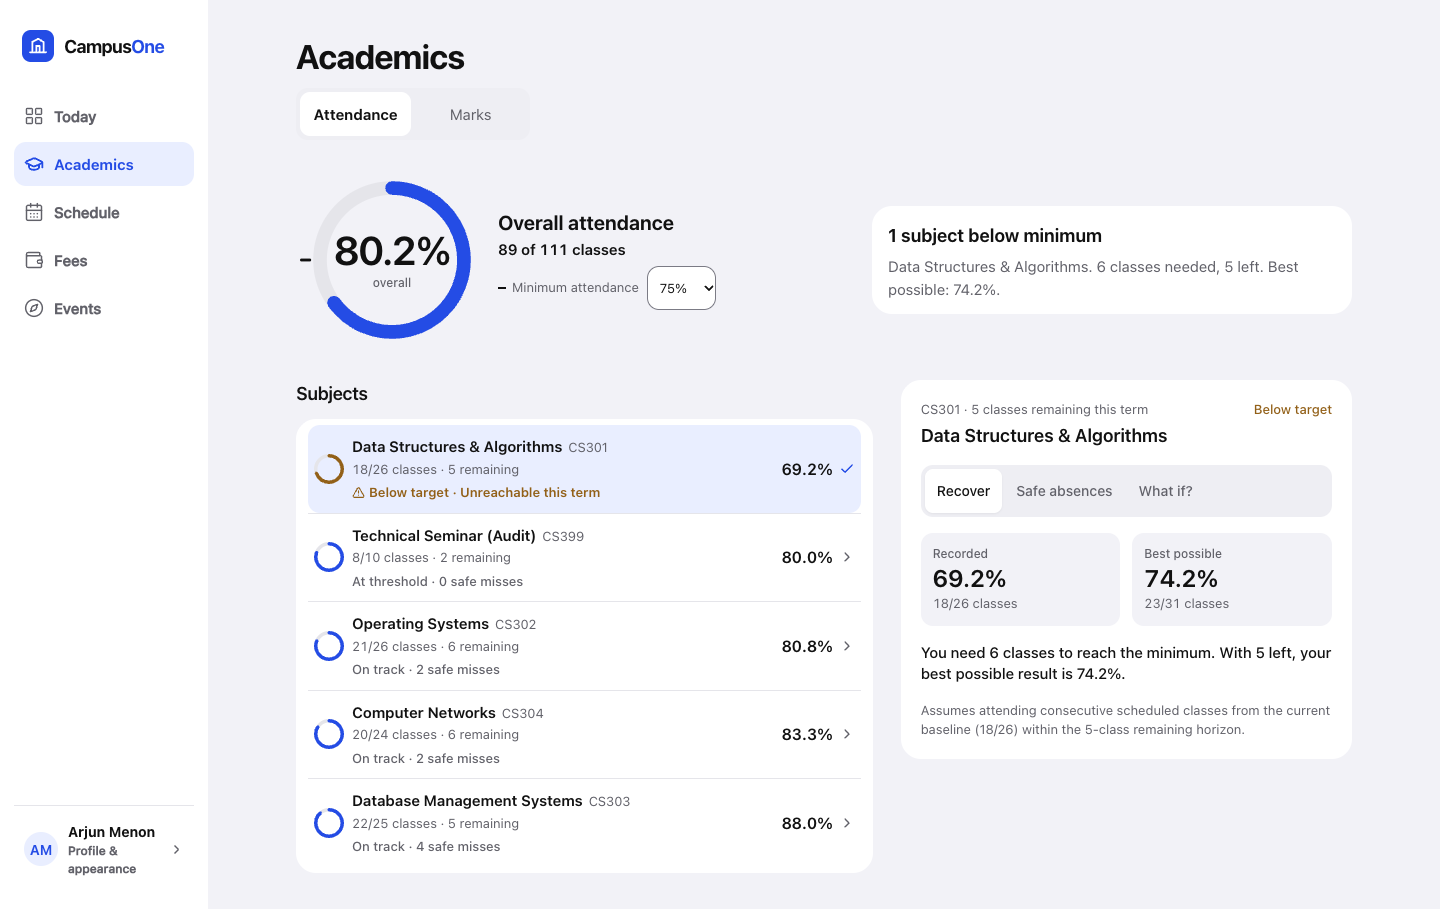 CampusOne
Today
Academics
Schedule
Fees
Events
Arjun Menon
AM
Profile &
appearance
Academics
Attendance
Marks
80.2%
overall
Overall attendance
89 of 111 classes
Minimum attendance
75%
1 subject below minimum
Data Structures & Algorithms. 6 classes needed, 5 left. Best
possible: 74.2%.
Subjects
Data Structures & Algorithms CS301
18/26 classes · 5 remaining
69.2%
Below target · Unreachable this term
Technical Seminar (Audit) CS399
8/10 classes · 2 remaining
80.0%
At threshold · 0 safe misses
Operating Systems CS302
21/26 classes · 6 remaining
80.8%
On track · 2 safe misses
Computer Networks CS304
20/24 classes · 6 remaining
83.3%
On track · 2 safe misses
Database Management Systems CS303
22/25 classes · 5 remaining
88.0%
On track · 4 safe misses
CS301 · 5 classes remaining this term
Below target
Data Structures & Algorithms
Recover
Safe absences
What if?
Recorded
69.2%
18/26 classes
Best possible
74.2%
23/31 classes
You need 6 classes to reach the minimum. With 5 left, your
best possible result is 74.2%.
Assumes attending consecutive scheduled classes from the current
baseline (18/26) within the 5-class remaining horizon.